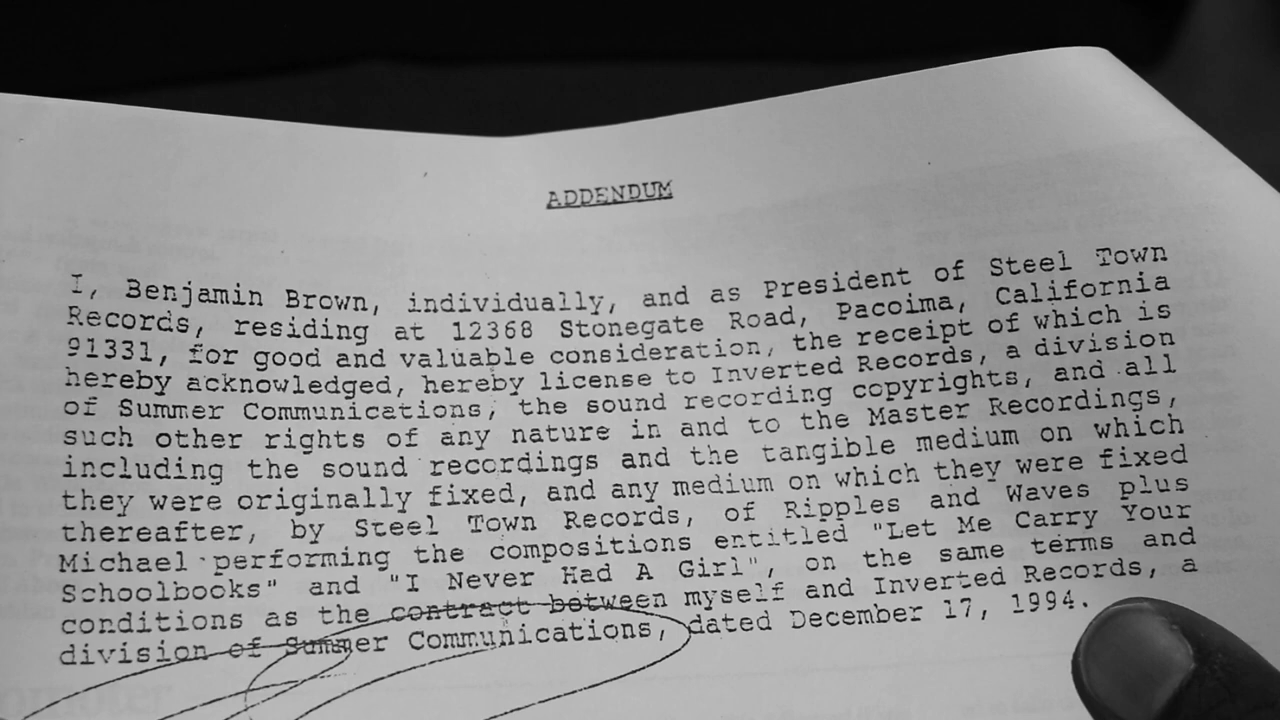 ADDENDUM
I, Benjamin Brown, individually, and as President of Steel Town
Records, residing at 12368 Stonegate Road, Pacoima, California
91331, for good and valuable consideration, the receipt of which is
hereby acknowledged, hereby license to Inverted Records, a division
of Summer Communications, the sound recording copyrights, and all
such other rights of any nature in and to the Master Recordings,
including the sound recordings and the tangible medium on which
they were originally fixed, and any medium on which they were fixed
thereafter, by Steel Town Records, of Ripples and Waves plus
Michael performing the compositions entitled "Let Me Carry Your
Schoolbooks" and "I Never Had A Girl", on the same terms and
conditions as the contract between myself and Inverted Records, a
division of Summer Communications, dated December 17, 1994.